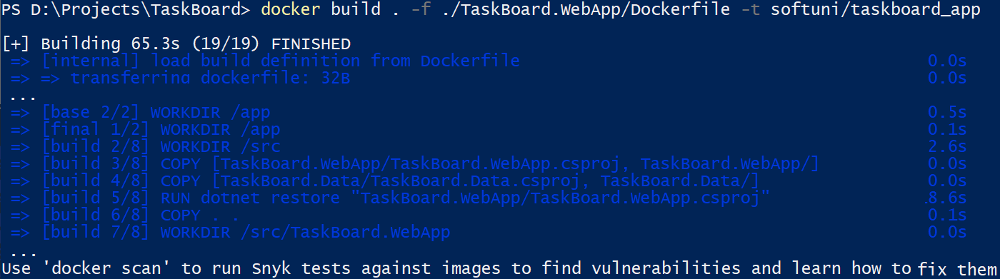 PS D:\Projects\TaskBoard> docker build . -f ./TaskBoard.WebApp/Dockerfile -t softuni/taskboard_app
[+] Building 65.3s (19/19) FINISHED
=> [internal] load build definition from Dockerfile 0.0s
=> => transferring dockerfile: 32B 0.0s
...
=> [base 2/2] WORKDIR /app 0.5s
=> [final 1/2] WORKDIR /app 0.1s
=> [build 2/8] WORKDIR /src 2.6s
=> [build 3/8] COPY [TaskBoard.WebApp/TaskBoard.WebApp.csproj, TaskBoard.WebApp/] 0.0s
=> [build 4/8] COPY [TaskBoard.Data/TaskBoard.Data.csproj, TaskBoard.Data/] 0.0s
=> [build 5/8] RUN dotnet restore "TaskBoard.WebApp/TaskBoard.WebApp.csproj" 8.6s
=> [build 6/8] COPY . . 0.1s
=> [build 7/8] WORKDIR /src/TaskBoard.WebApp 0.0s
...
Use 'docker scan' to run Snyk tests against images to find vulnerabilities and learn how to fix them